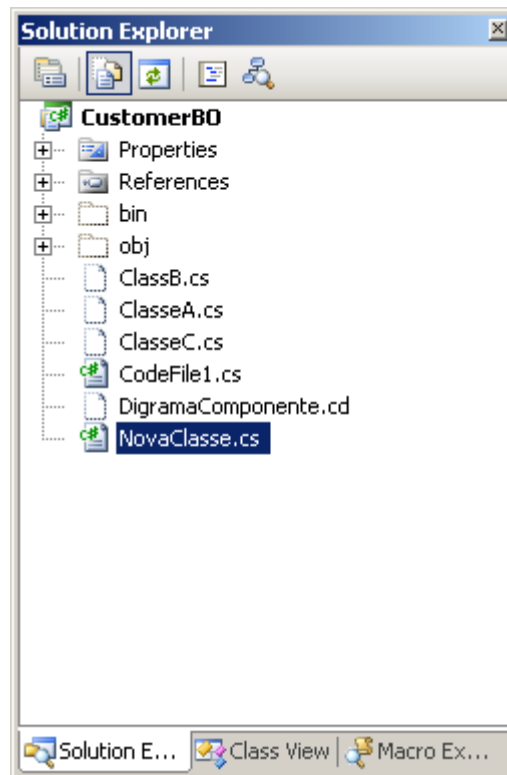 Solution Explorer
CustomerBO
Properties
References
bin
obj
ClassB.cs
ClasseA.cs
ClasseC.cs
CodeFile1.cs
DigramaComponente.cd
NovaClasse.cs
Solution E... Class View Macro Ex...